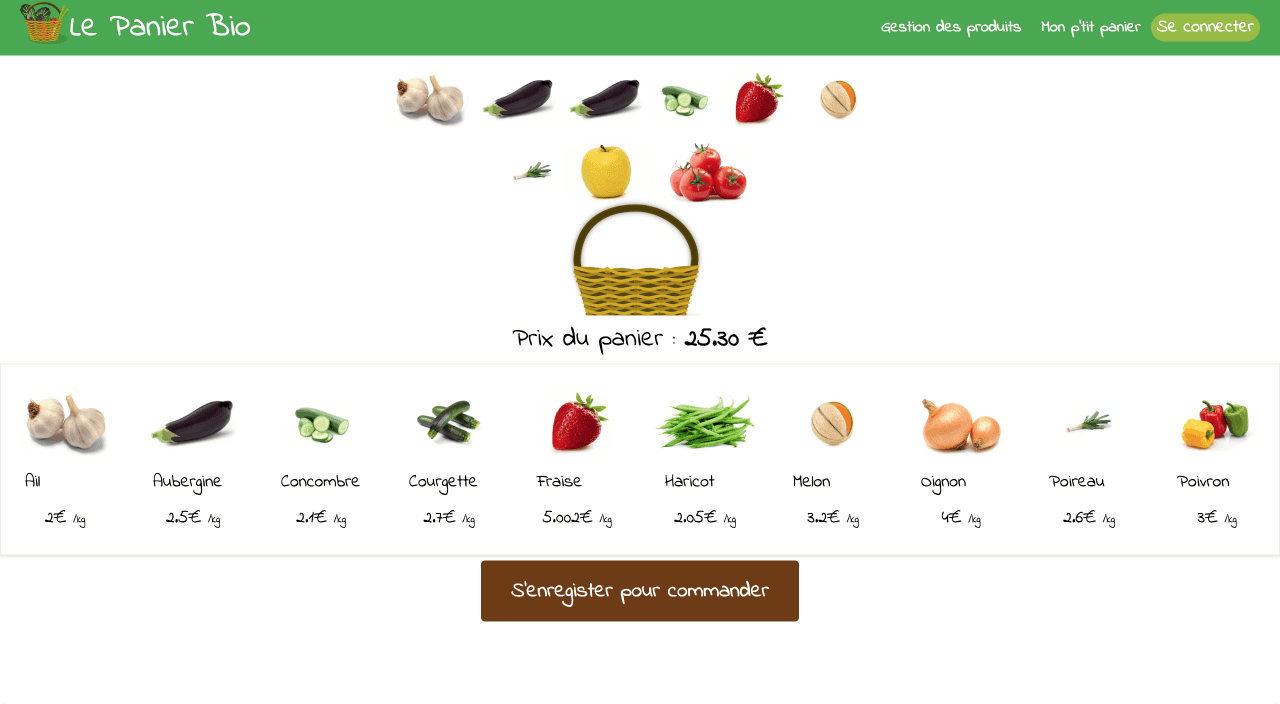 Le Panier Bio
Gestion des produits Mon p'tit panier Se connecter
Prix du panier : 25.30 €
Ail Aubergine Concombre Courgette Fraise Haricot Melon Oignon Poireau Poivron
2€ /kg 2.5€ /kg 2.1€ /kg 2.7€ /kg 5.002€ /kg 2.05€ /kg 3.2€ /kg 4€ /kg 2.6€ /kg 3€ /kg
S'enregister pour commander